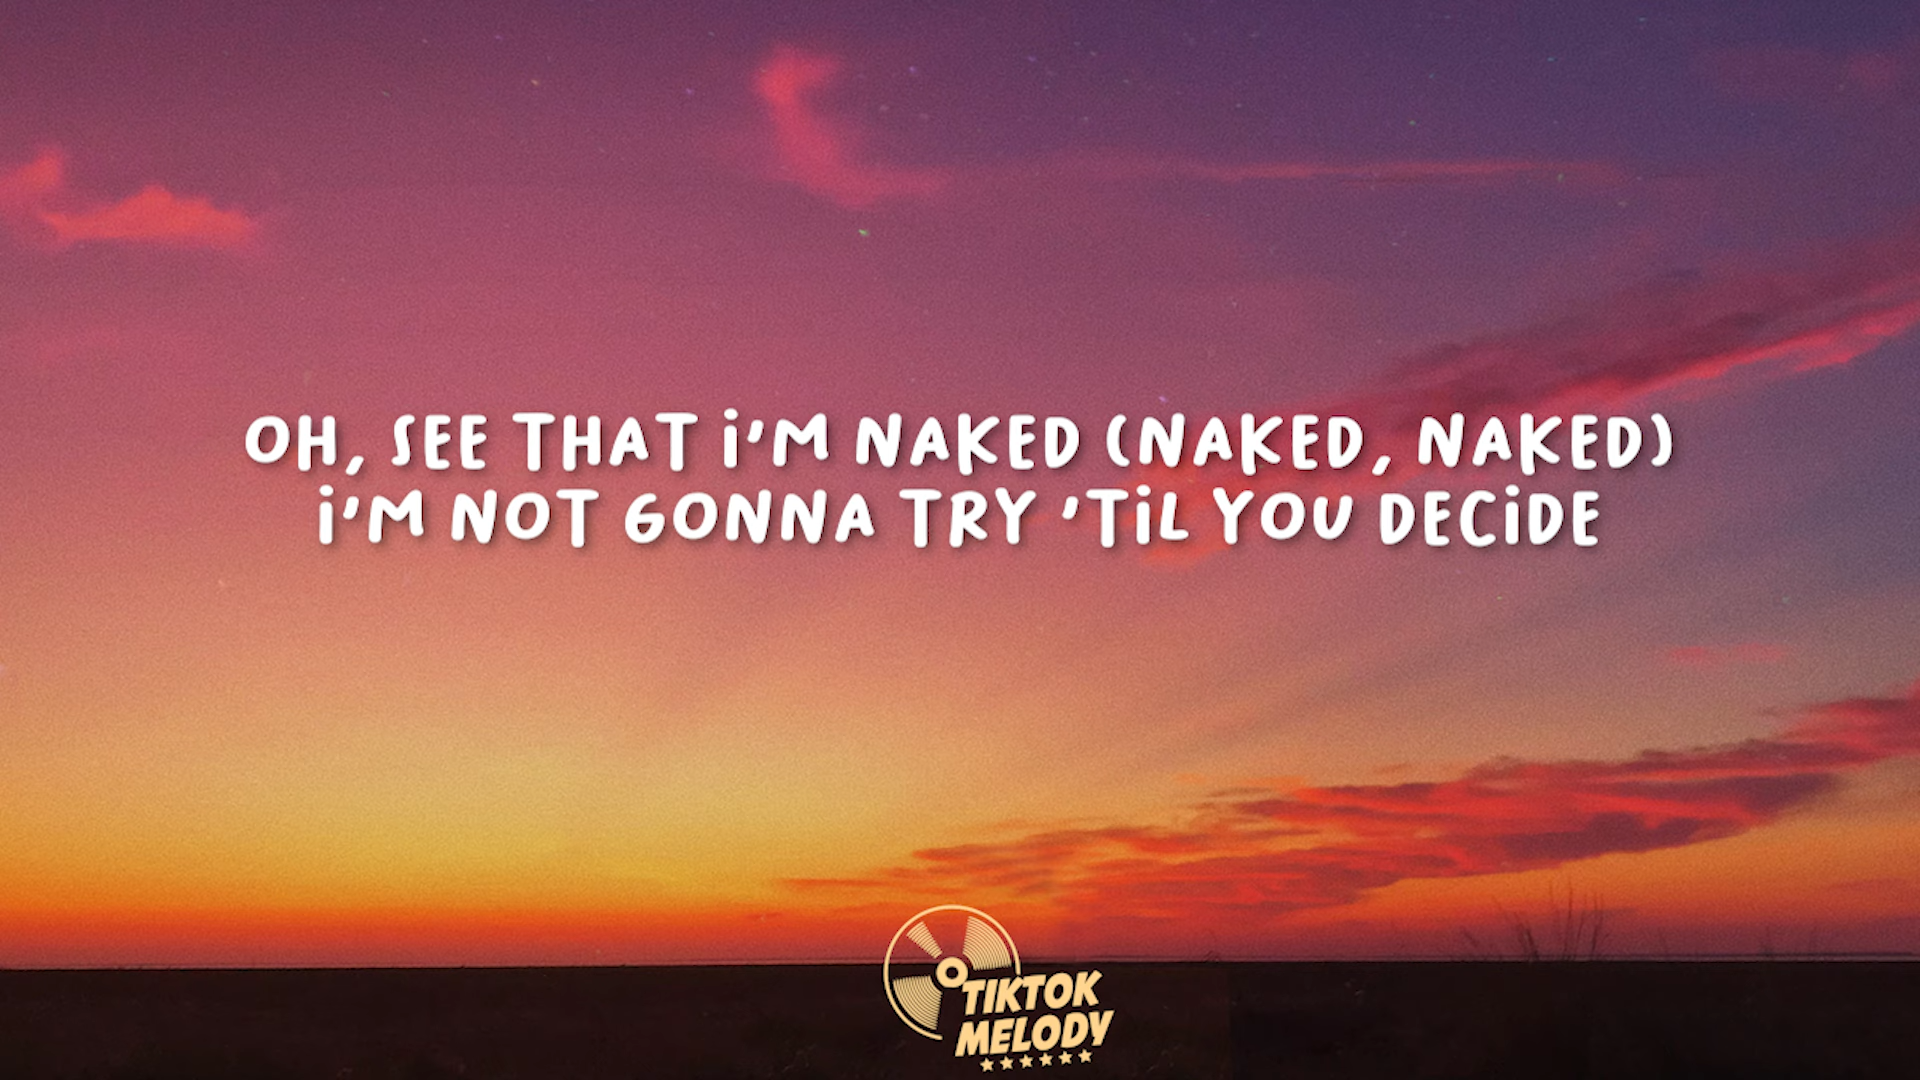 OH, SEE THAT i'M NAKED (NAKED, NAKED)
i'M NOT GONNA TRY 'TiL YOU DECiDE
TIKTOK
MELODY